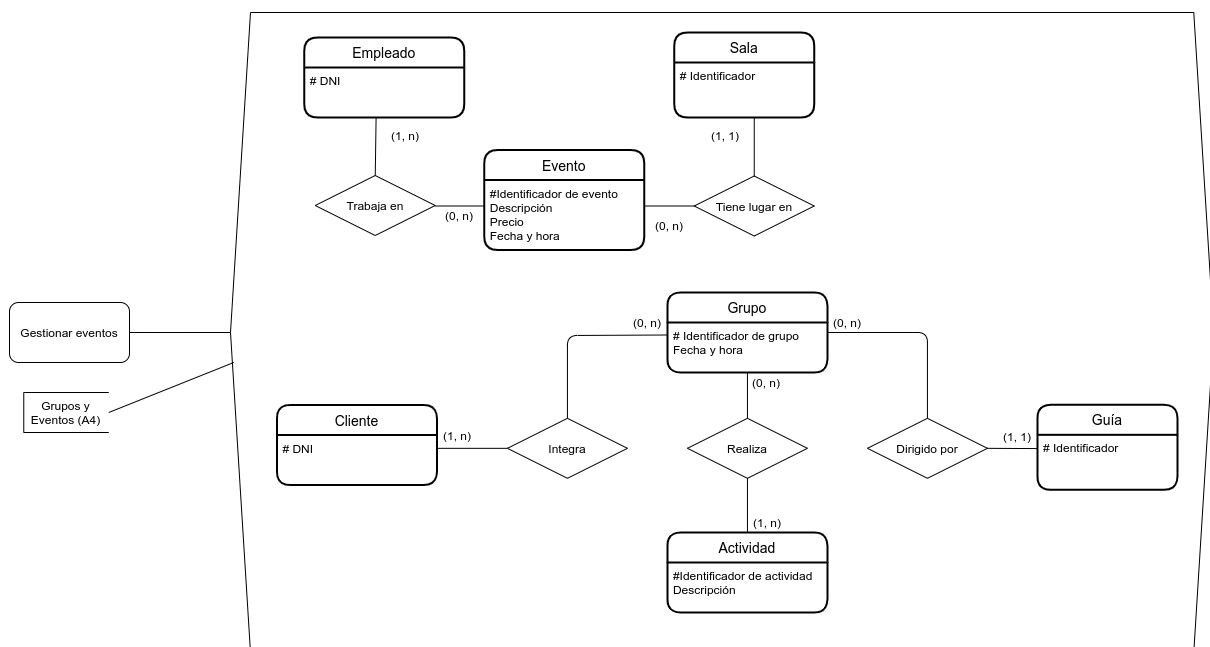 Empleado
# DNI
Sala
# Identificador
(1, n)
(1, 1)
Evento
#Identificador de evento
Descripción
Precio
Fecha y hora
Trabaja en
(0, n)
Tiene lugar en
(0, n)
Gestionar eventos
Grupos y
Eventos (A4)
Grupo
# Identificador de grupo
Fecha y hora
(0, n)
(0, n)
(0, n)
Cliente
# DNI
(1, n)
Integra
Realiza
Dirigido por
(1, 1)
Guía
# Identificador
(1, n)
Actividad
#Identificador de actividad
Descripción